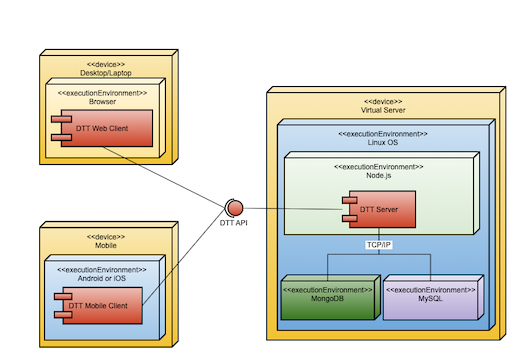 <<device>>
Desktop/Laptop
<<executionEnvironment>>
Browser
DTT Web Client
<<device>>
Mobile
<<executionEnvironment>>
Android or iOS
DTT Mobile Client
DTT API
<<device>>
Virtual Server
<<executionEnvironment>>
Linux OS
<<executionEnvironment>>
Node.js
DTT Server
TCP/IP
<<executionEnvironment>>
MongoDB
<<executionEnvironment>>
MySQL